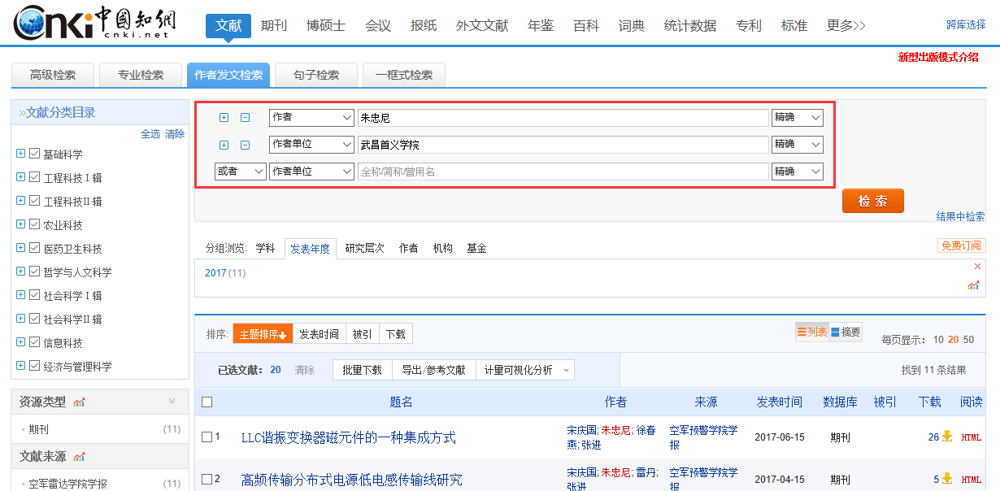 Cnki中國知網
cnki.net
文献 期刊 博硕士 会议 报纸 外文文献 年鉴 百科 词典 统计数据 专利 标准 更多>> 跨库选择
新型出版模式介绍
高级检索 专业检索 作者发文检索 句子检索 一框式检索
»文献分类目录
全选 清除
基础科学
工程科技Ⅰ辑
工程科技II 辑
农业科技
医药卫生科技
哲学与人文科学
社会科学Ⅰ辑
社会科学II 辑
信息科技
经济与管理科学
资源类型
期刊 (11)
文献来源
空军雷达学院学报 (11)
作者 朱忠尼 精确
作者单位 武昌首义学院 精确
或者 作者单位 全称/简称/曾用名 精确
检索
结果中检索
分组浏览: 学科 发表年度 研究层次 作者 机构 基金 免费订阅
2017 (11)
排序: 主题排序 发表时间 被引 下载 列表 摘要 每页显示: 10 20 50
已选文献: 20 清除 批量下载 导出/参考文献 计量可视化分析 找到 11 条结果
题名 作者 来源 发表时间 数据库 被引 下载 阅读
1 LLC谐振变换器磁元件的一种集成方式 宋庆国; 朱忠尼; 徐春燕; 张进 空军预警学院学报 2017-06-15 期刊 26 HTML
2 高频传输分布式电源低电感传输线研究 宋庆国; 朱忠尼; 雷丹; 张进 空军预警学院学报 2017-04-15 期刊 5 HTML